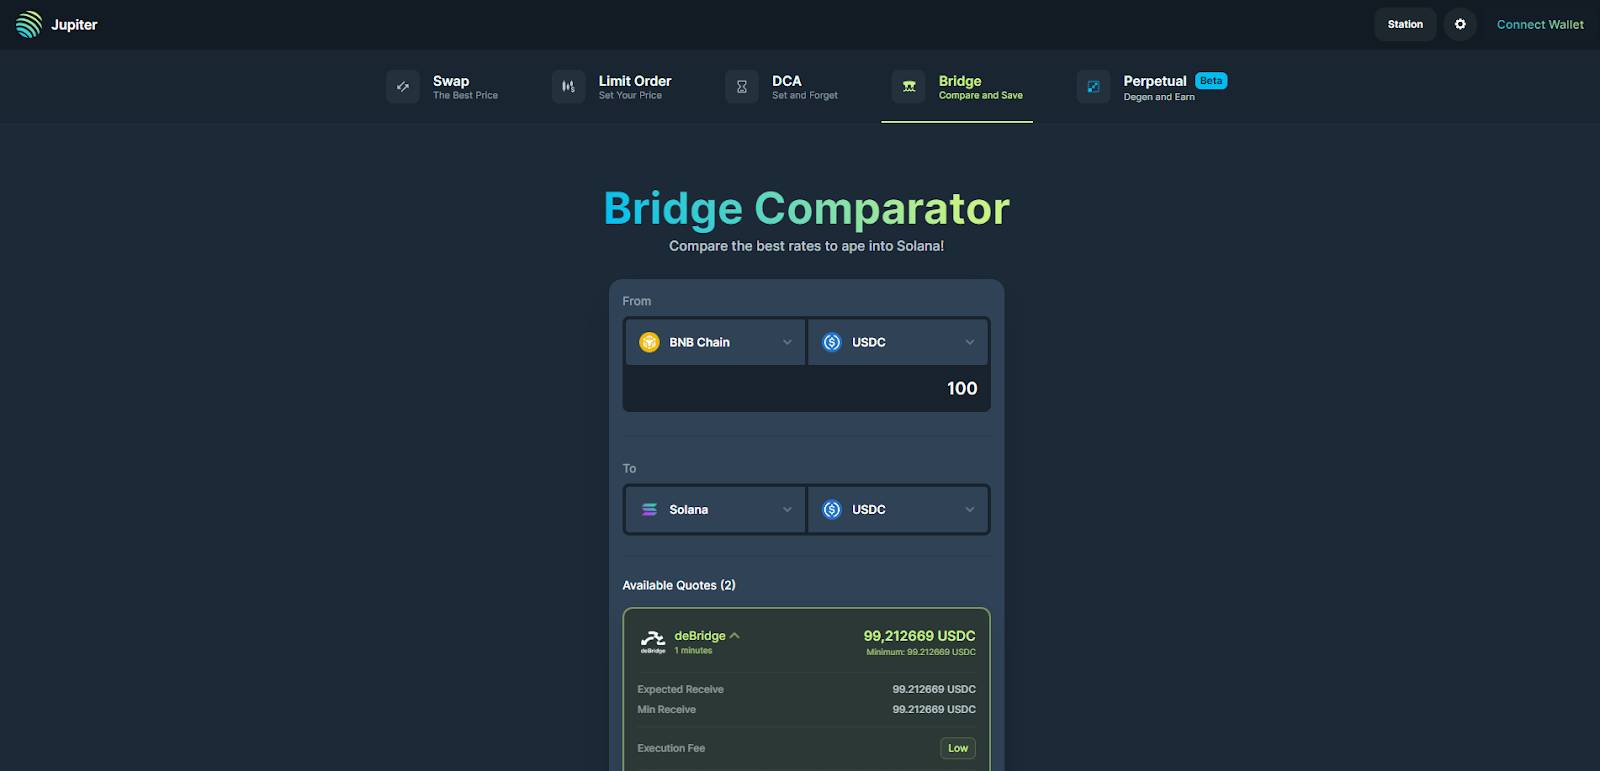 Jupiter
Station
Connect Wallet
Swap
The Best Price
Limit Order
Set Your Price
DCA
Set and Forget
Bridge
Compare and Save
Perpetual Beta
Degen and Earn
Bridge Comparator
Compare the best rates to ape into Solana!
From
BNB Chain USDC
100
To
Solana USDC
Available Quotes (2)
deBridge
deBridge
1 minutes
99,212669 USDC
Minimum: 99.212669 USDC
Expected Receive 99.212669 USDC
Min Receive 99.212669 USDC
Execution Fee Low